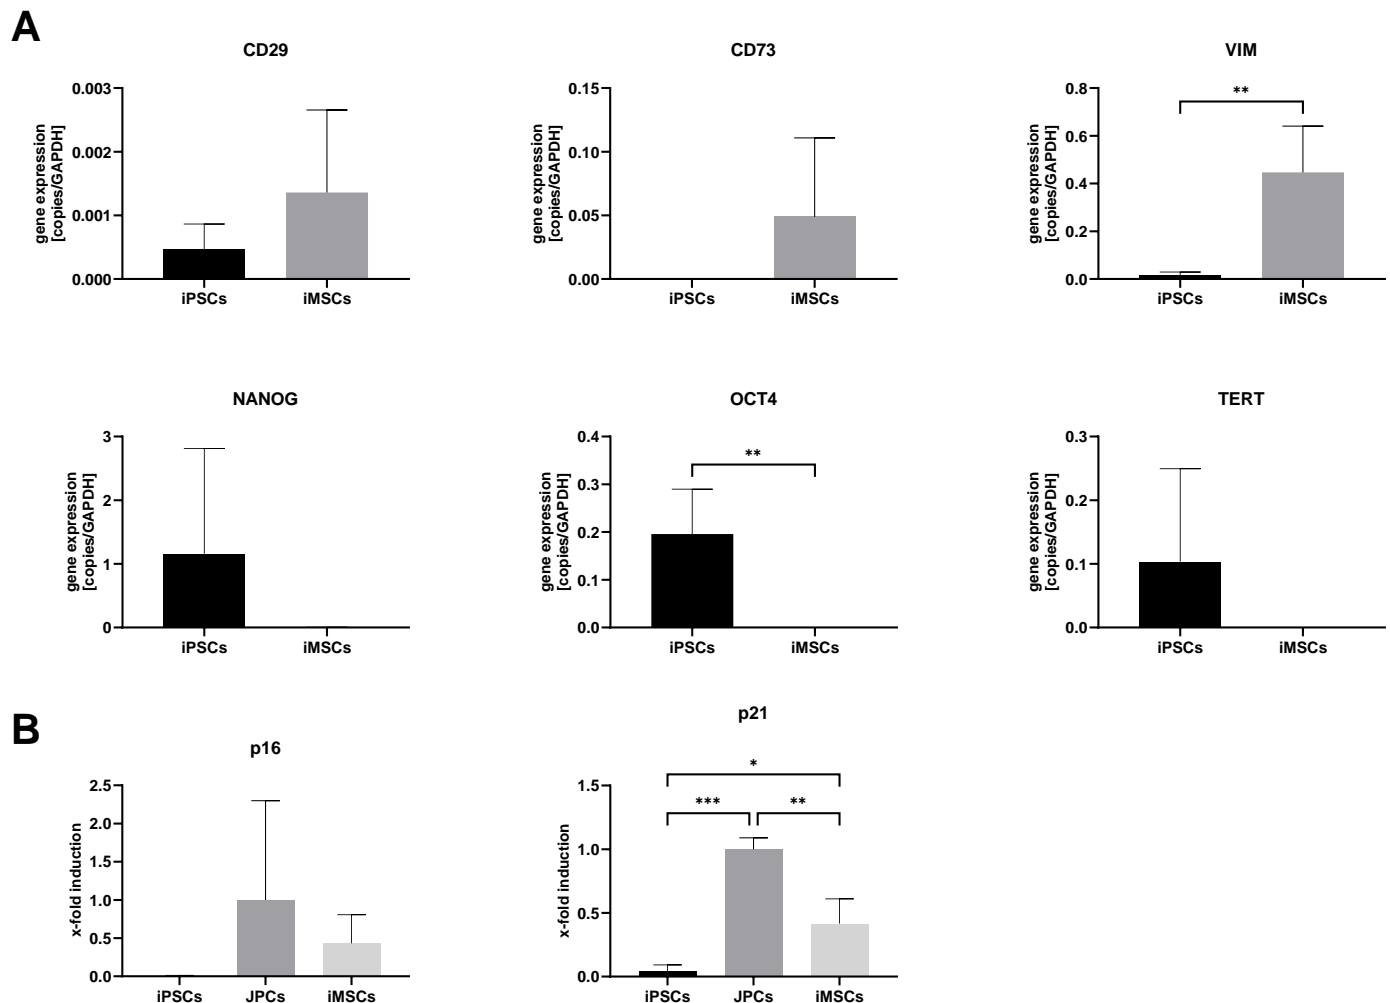 A
CD29
gene expression
[copies/GAPDH]
0.003
0.002
0.001
0.000
iPSCs
iMSCs
CD73
gene expression
[copies/GAPDH]
0.15
0.10
0.05
0.00
iPSCs
iMSCs
VIM
gene expression
[copies/GAPDH]
0.8
0.6
0.4
0.2
0.0
**
iPSCs
iMSCs
NANOG
gene expression
[copies/GAPDH]
3
2
1
0
iPSCs
iMSCs
OCT4
gene expression
[copies/GAPDH]
0.4
0.3
0.2
0.1
0.0
**
iPSCs
iMSCs
TERT
gene expression
[copies/GAPDH]
0.3
0.2
0.1
0.0
iPSCs
iMSCs
B
p16
x-fold induction
2.5
2.0
1.5
1.0
0.5
0.0
iPSCs
JPCs
iMSCs
p21
x-fold induction
1.5
1.0
0.5
0.0
*
***
**
iPSCs
JPCs
iMSCs